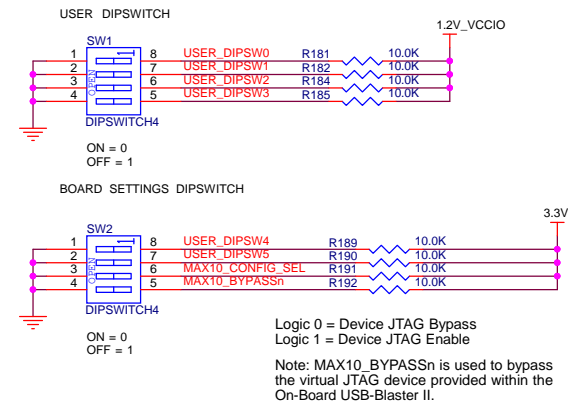 USER DIPSWITCH
1.2V_VCCIO
SW1
1 8 USER_DIPSW0 R181 10.0K
2 7 USER_DIPSW1 R182 10.0K
3 6 USER_DIPSW2 R184 10.0K
4 5 USER_DIPSW3 R185 10.0K
OPEN
DIPSWITCH4
ON = 0
OFF = 1
BOARD SETTINGS DIPSWITCH
3.3V
SW2
1 8 USER_DIPSW4 R189 10.0K
2 7 USER_DIPSW5 R190 10.0K
3 6 MAX10_CONFIG_SEL R191 10.0K
4 5 MAX10_BYPASSn R192 10.0K
OPEN
DIPSWITCH4
ON = 0
OFF = 1
Logic 0 = Device JTAG Bypass
Logic 1 = Device JTAG Enable
Note: MAX10_BYPASSn is used to bypass
the virtual JTAG device provided within the
On-Board USB-Blaster II.